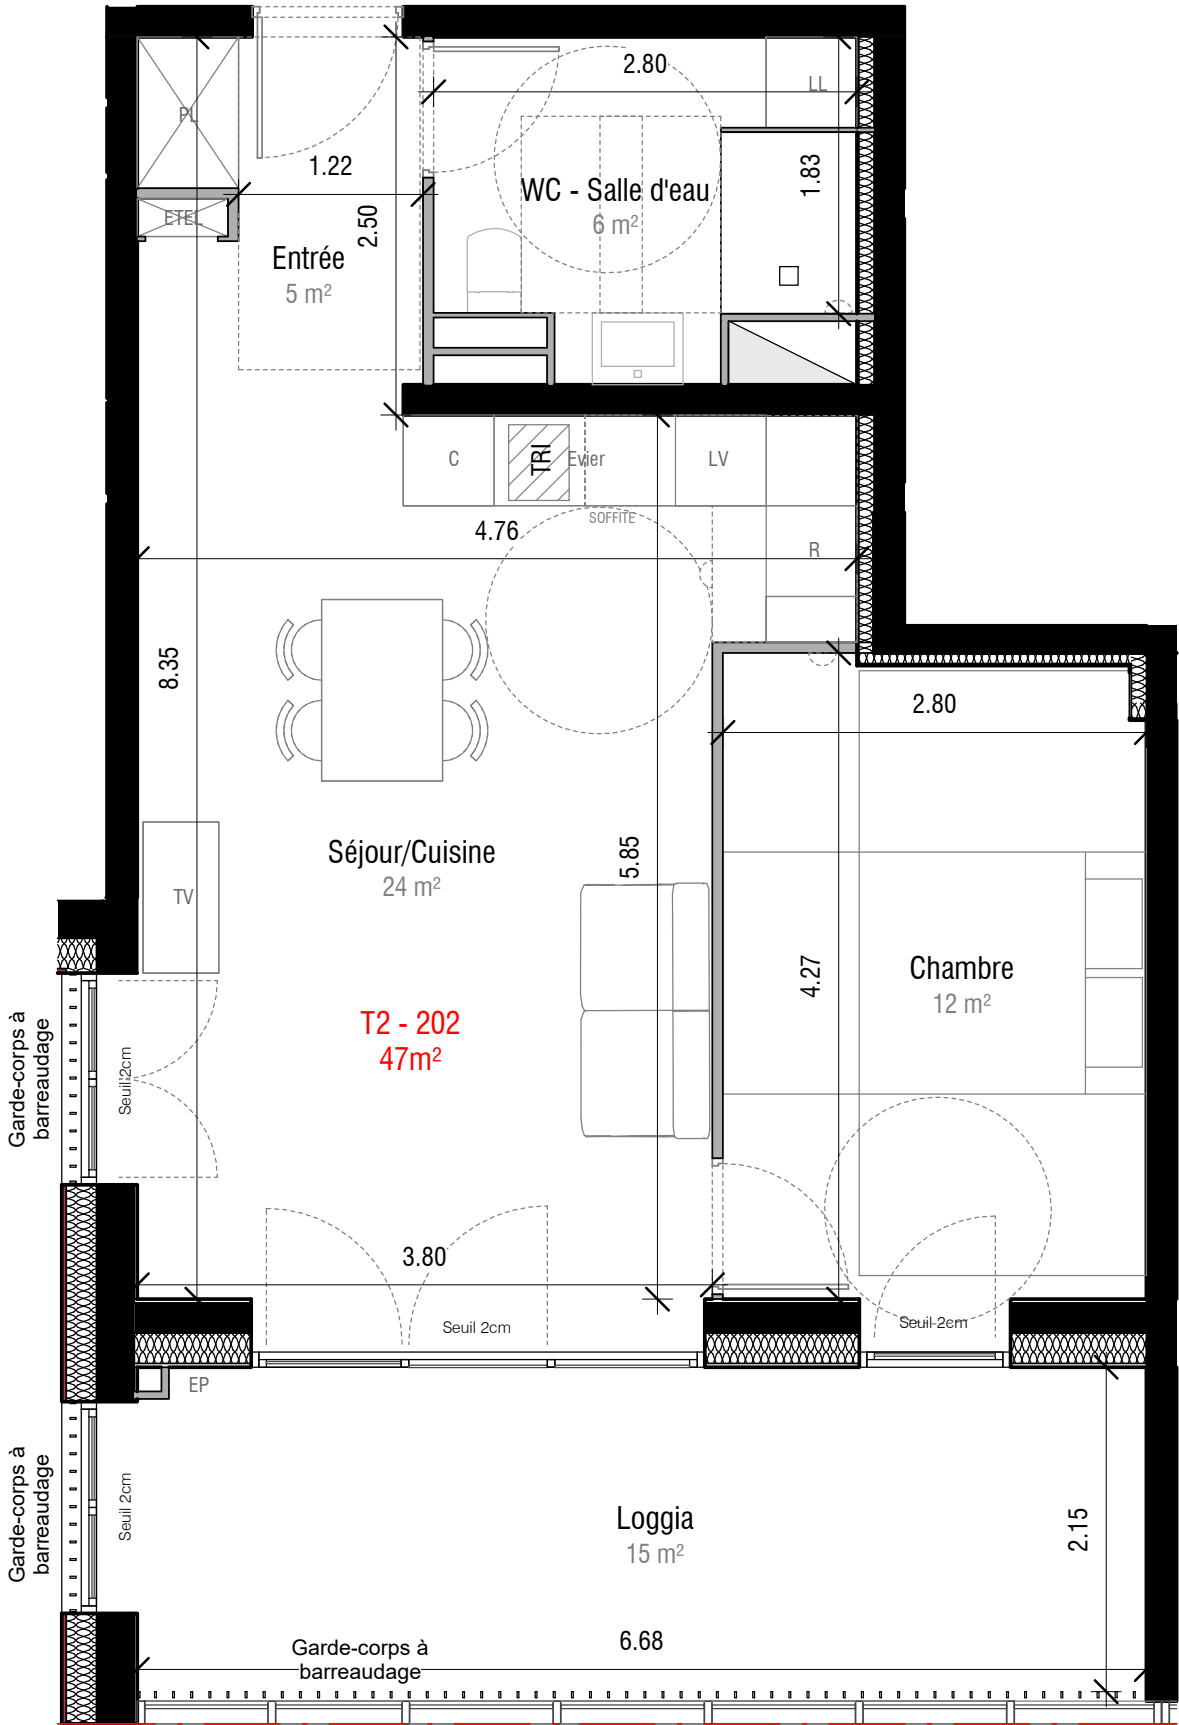 2.80
LL
PL
1.22
1.83
WC - Salle d'eau
6 m²
ETEL
2.50
Entrée
5 m²
C
TRI
Evier
LV
SOFFITE
4.76
R
8.35
2.80
Séjour/Cuisine
24 m²
5.85
TV
Chambre
12 m²
4.27
T2 - 202
47m²
Garde-corps à
barreaudage
Seuil 2cm
3.80
Seuil 2cm
Seuil 2cm
EP
Garde-corps à
barreaudage
Seuil 2cm
Loggia
15 m²
2.15
6.68
Garde-corps à
barreaudage